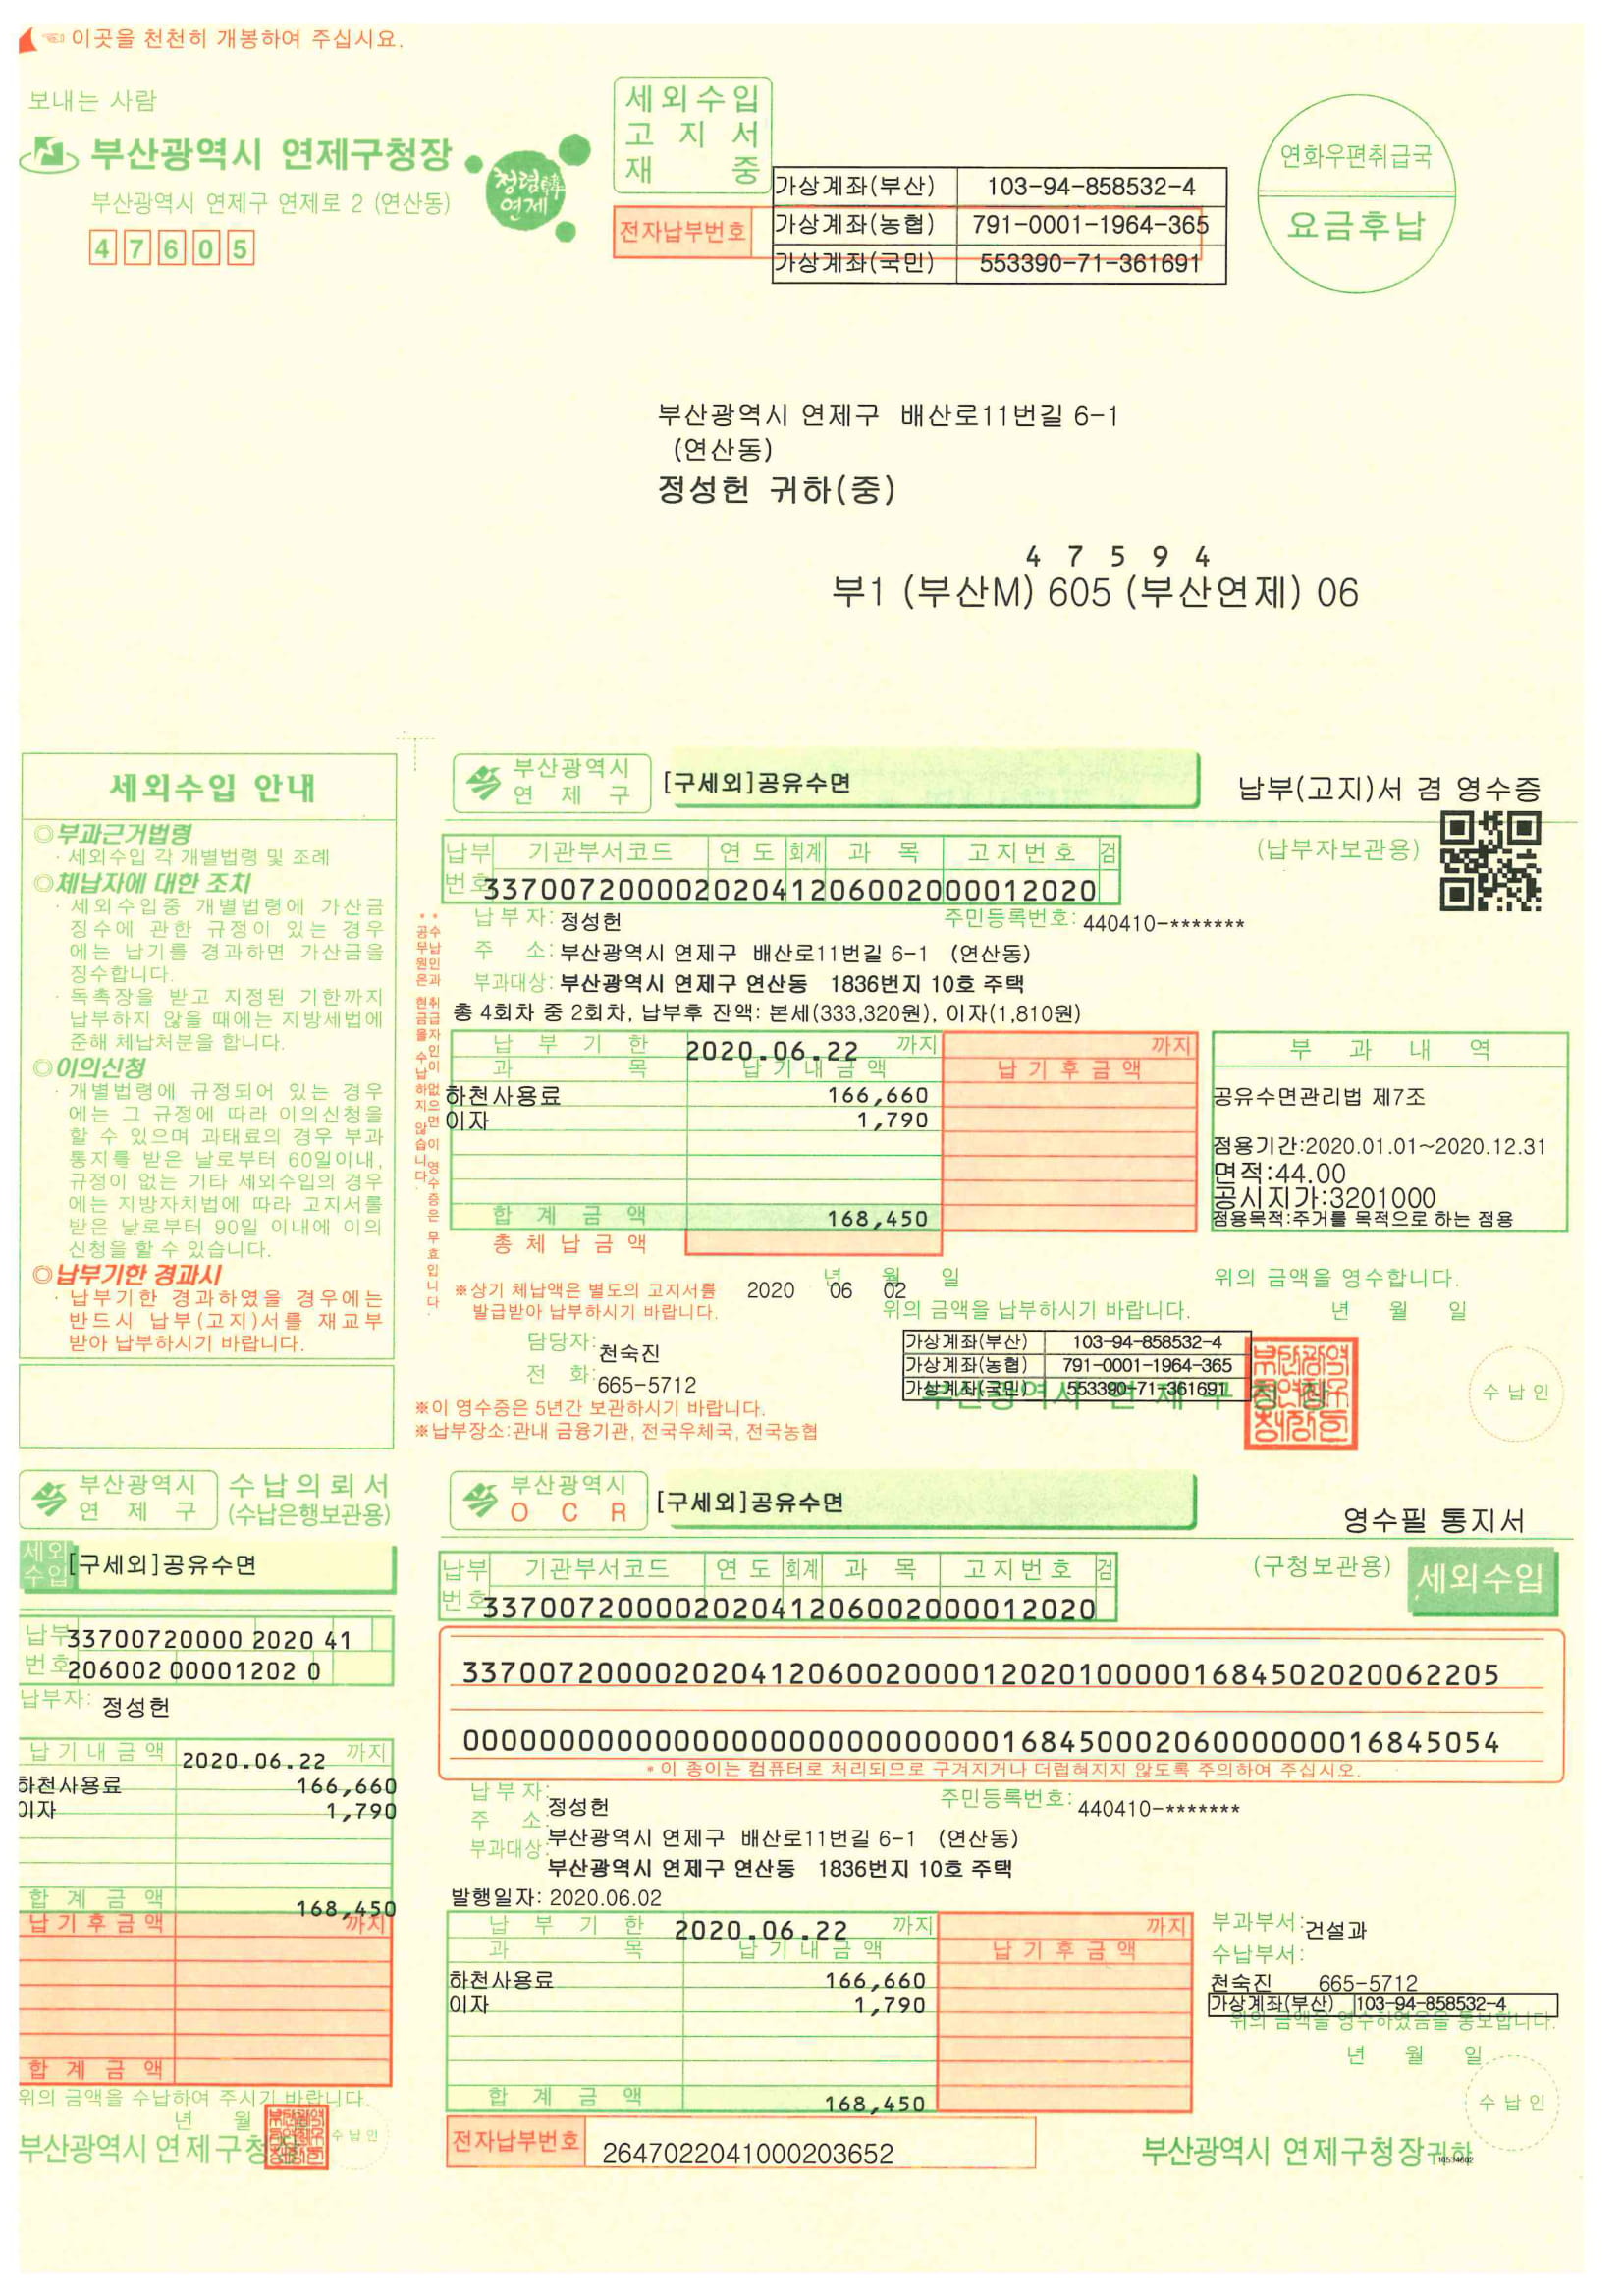 이곳을 천천히 개봉하여 주십시요.
보내는 사람
부산광역시 연제구청장
부산광역시 연제구 연제로 2 (연산동)
47605
청렴
연제
세외수입
고지서
재중
전자납부번호
가상계좌(부산) 103-94-858532-4
가상계좌(농협) 791-0001-1964-365
가상계좌(국민) 553390-71-361691
연화우편취급국
요금후납
부산광역시 연제구 배산로11번길 6-1
(연산동)
정성헌 귀하(중)
4 7 5 9 4
부1 (부산M) 605 (부산연제) 06
세외수입 안내
◎부과근거법령
· 세외수입 각 개별법령 및 조례
◎체납자에 대한 조치
· 세외수입중 개별법령에 가산금
징수에 관한 규정이 있는 경우
에는 납기를 경과하면 가산금을
징수합니다.
· 독촉장을 받고 지정된 기한까지
납부하지 않을 때에는 지방세법에
준해 체납처분을 합니다.
◎이의신청
· 개별법령에 규정되어 있는 경우
에는 그 규정에 따라 이의신청을
할 수 있으며 과태료의 경우 부과
통지를 받은 날로부터 60일이내,
규정이 없는 기타 세외수입의 경우
에는 지방자치법에 따라 고지서를
받은 날로부터 90일 이내에 이의
신청을 할 수 있습니다.
◎납부기한 경과시
· 납부기한 경과하였을 경우에는
반드시 납부(고지)서를 재교부
받아 납부하시기 바랍니다.
*공무원은 현금을 수납하지 않습니다.
*수납인과 취급자인이 없으면 이 영수증은 무효입니다.
부산광역시
연제구
[구세외]공유수면
납부(고지)서 겸 영수증
(납부자보관용)
납부번호 기관부서코드 연도 회계 과목 고지번호 검
3370072000020204120600200001202 0
납부자: 정성헌 주민등록번호: 440410-*******
주 소: 부산광역시 연제구 배산로11번길 6-1 (연산동)
부과대상: 부산광역시 연제구 연산동 1836번지 10호 주택
총 4회차 중 2회차, 납부후 잔액: 본세(333,320원), 이자(1,810원)
납부기한 2020.06.22 까지 까지
과목 납기내금액 납기후금액
하천사용료 166,660
이자 1,790
합계금액 168,450
총체납금액
부과내역
공유수면관리법 제7조
점용기간:2020.01.01~2020.12.31
면적:44.00
공시지가:3201000
점용목적:주거를 목적으로 하는 점용
※상기 체납액은 별도의 고지서를
발급받아 납부하시기 바랍니다.
2020 년 06 월 02 일
위의 금액을 납부하시기 바랍니다.
위의 금액을 영수합니다.
년 월 일
담당자: 천숙진
전 화: 665-5712
가상계좌(부산) 103-94-858532-4
가상계좌(농협) 791-0001-1964-365
가상계좌(국민) 553390-71-361691
부산광역시 연제구청장
수납인
※이 영수증은 5년간 보관하시기 바랍니다.
※납부장소:관내 금융기관, 전국우체국, 전국농협
부산광역시
연제구
수납의뢰서
(수납은행보관용)
세외수입
[구세외]공유수면
납부번호
33700720000 2020 41
206002 00001202 0
납부자: 정성헌
납기내금액 2020.06.22 까지
하천사용료 166,660
이자 1,790
합계금액 168,450
납기후금액 까지
합계금액
위의 금액을 수납하여 주시기 바랍니다.
년 월
부산광역시연제구청장
수납인
부산광역시
OCR
[구세외]공유수면
영수필 통지서
(구청보관용)
세외수입
납부번호 기관부서코드 연도 회계 과목 고지번호 검
3370072000020204120600200001202 0
337007200002020412060020000120201000001684502020062205
000000000000000000000000000016845000206000000016845054
* 이 종이는 컴퓨터로 처리되므로 구겨지거나 더럽혀지지 않도록 주의하여 주십시오.
납부자: 정성헌 주민등록번호: 440410-*******
주 소: 부산광역시 연제구 배산로11번길 6-1 (연산동)
부과대상: 부산광역시 연제구 연산동 1836번지 10호 주택
발행일자: 2020.06.02
납부기한 2020.06.22 까지 까지
과목 납기내금액 납기후금액
하천사용료 166,660
이자 1,790
합계금액 168,450
부과부서: 건설과
수납부서:
천숙진 665-5712
가상계좌(부산) 103-94-858532-4
위의 금액을 영수하였음을 통보합니다.
년 월 일
수납인
전자납부번호 2647022041000203652
부산광역시 연제구청장귀하